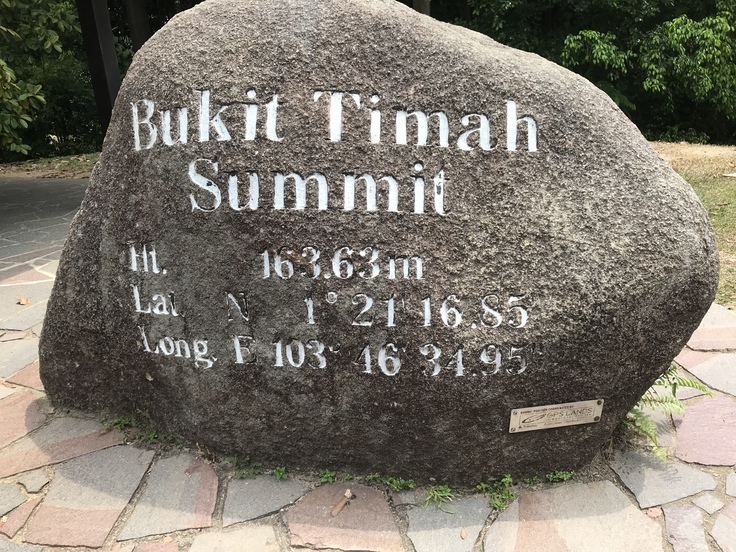 Bukit Timah
Summit
Ht. 163.63m
Lat N 1° 21' 16.85"
Long. E 103° 46' 34.95"